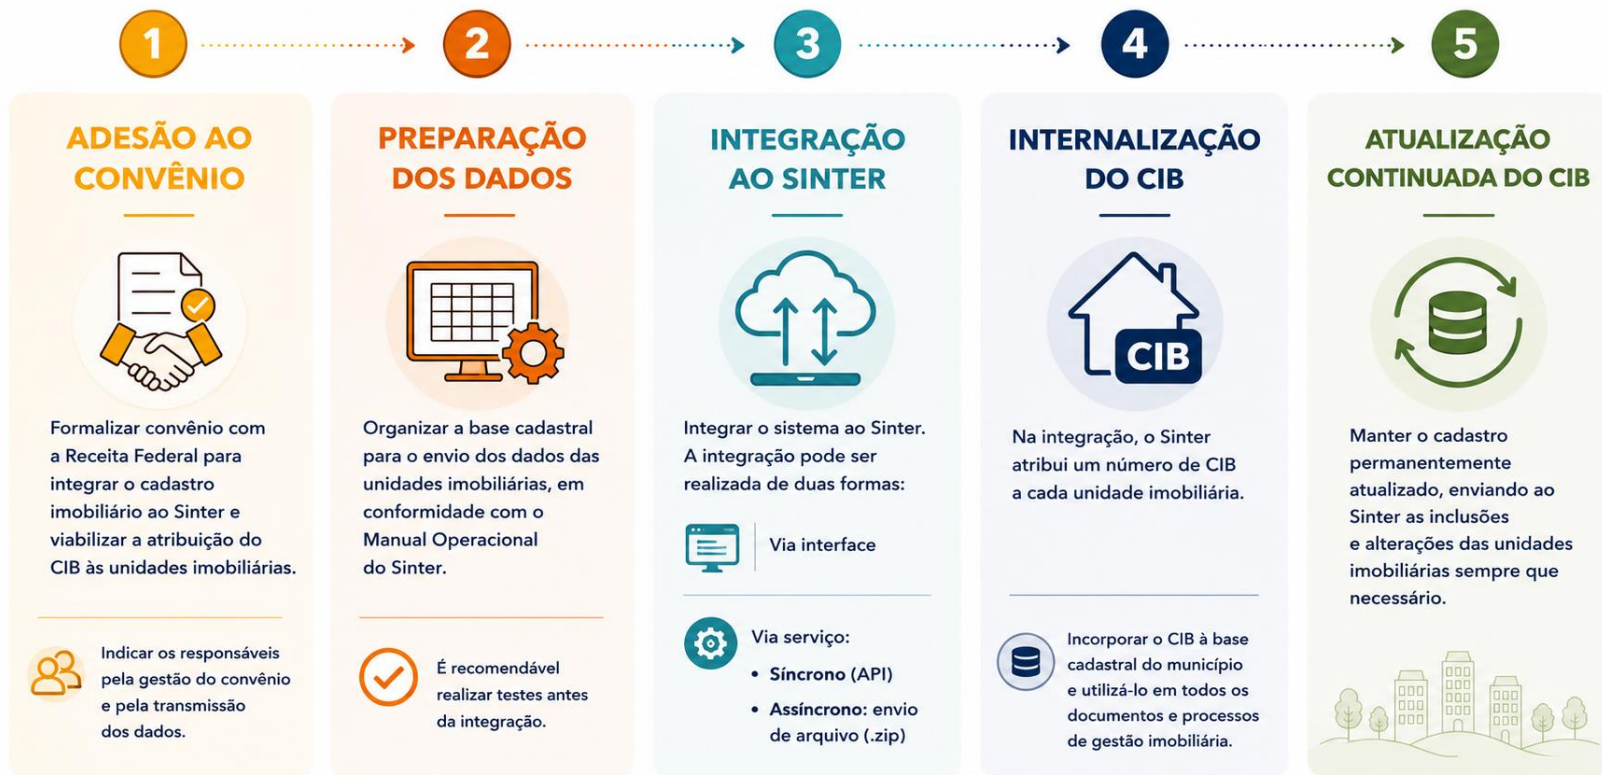 1
2
3
4
5
ADESÃO AO
CONVÊNIO
Formalizar convênio com
a Receita Federal para
integrar o cadastro
imobiliário ao Sinter e
viabilizar a atribuição do
CIB às unidades imobiliárias.
Indicar os responsáveis
pela gestão do convênio
e pela transmissão
dos dados.
PREPARAÇÃO
DOS DADOS
Organizar a base cadastral
para o envio dos dados das
unidades imobiliárias, em
conformidade com o
Manual Operacional
do Sinter.
É recomendável
realizar testes antes
da integração.
INTEGRAÇÃO
AO SINTER
Integrar o sistema ao Sinter.
A integração pode ser
realizada de duas formas:
Via interface
Via serviço:
• Síncrono (API)
• Assíncrono: envio
de arquivo (.zip)
INTERNALIZAÇÃO
DO CIB
CIB
Na integração, o Sinter
atribui um número de CIB
a cada unidade imobiliária.
Incorporar o CIB à base
cadastral do município
e utilizá-lo em todos os
documentos e processos
de gestão imobiliária.
ATUALIZAÇÃO
CONTINUADA DO CIB
Manter o cadastro
permanentemente
atualizado, enviando ao
Sinter as inclusões
e alterações das unidades
imobiliárias sempre que
necessário.